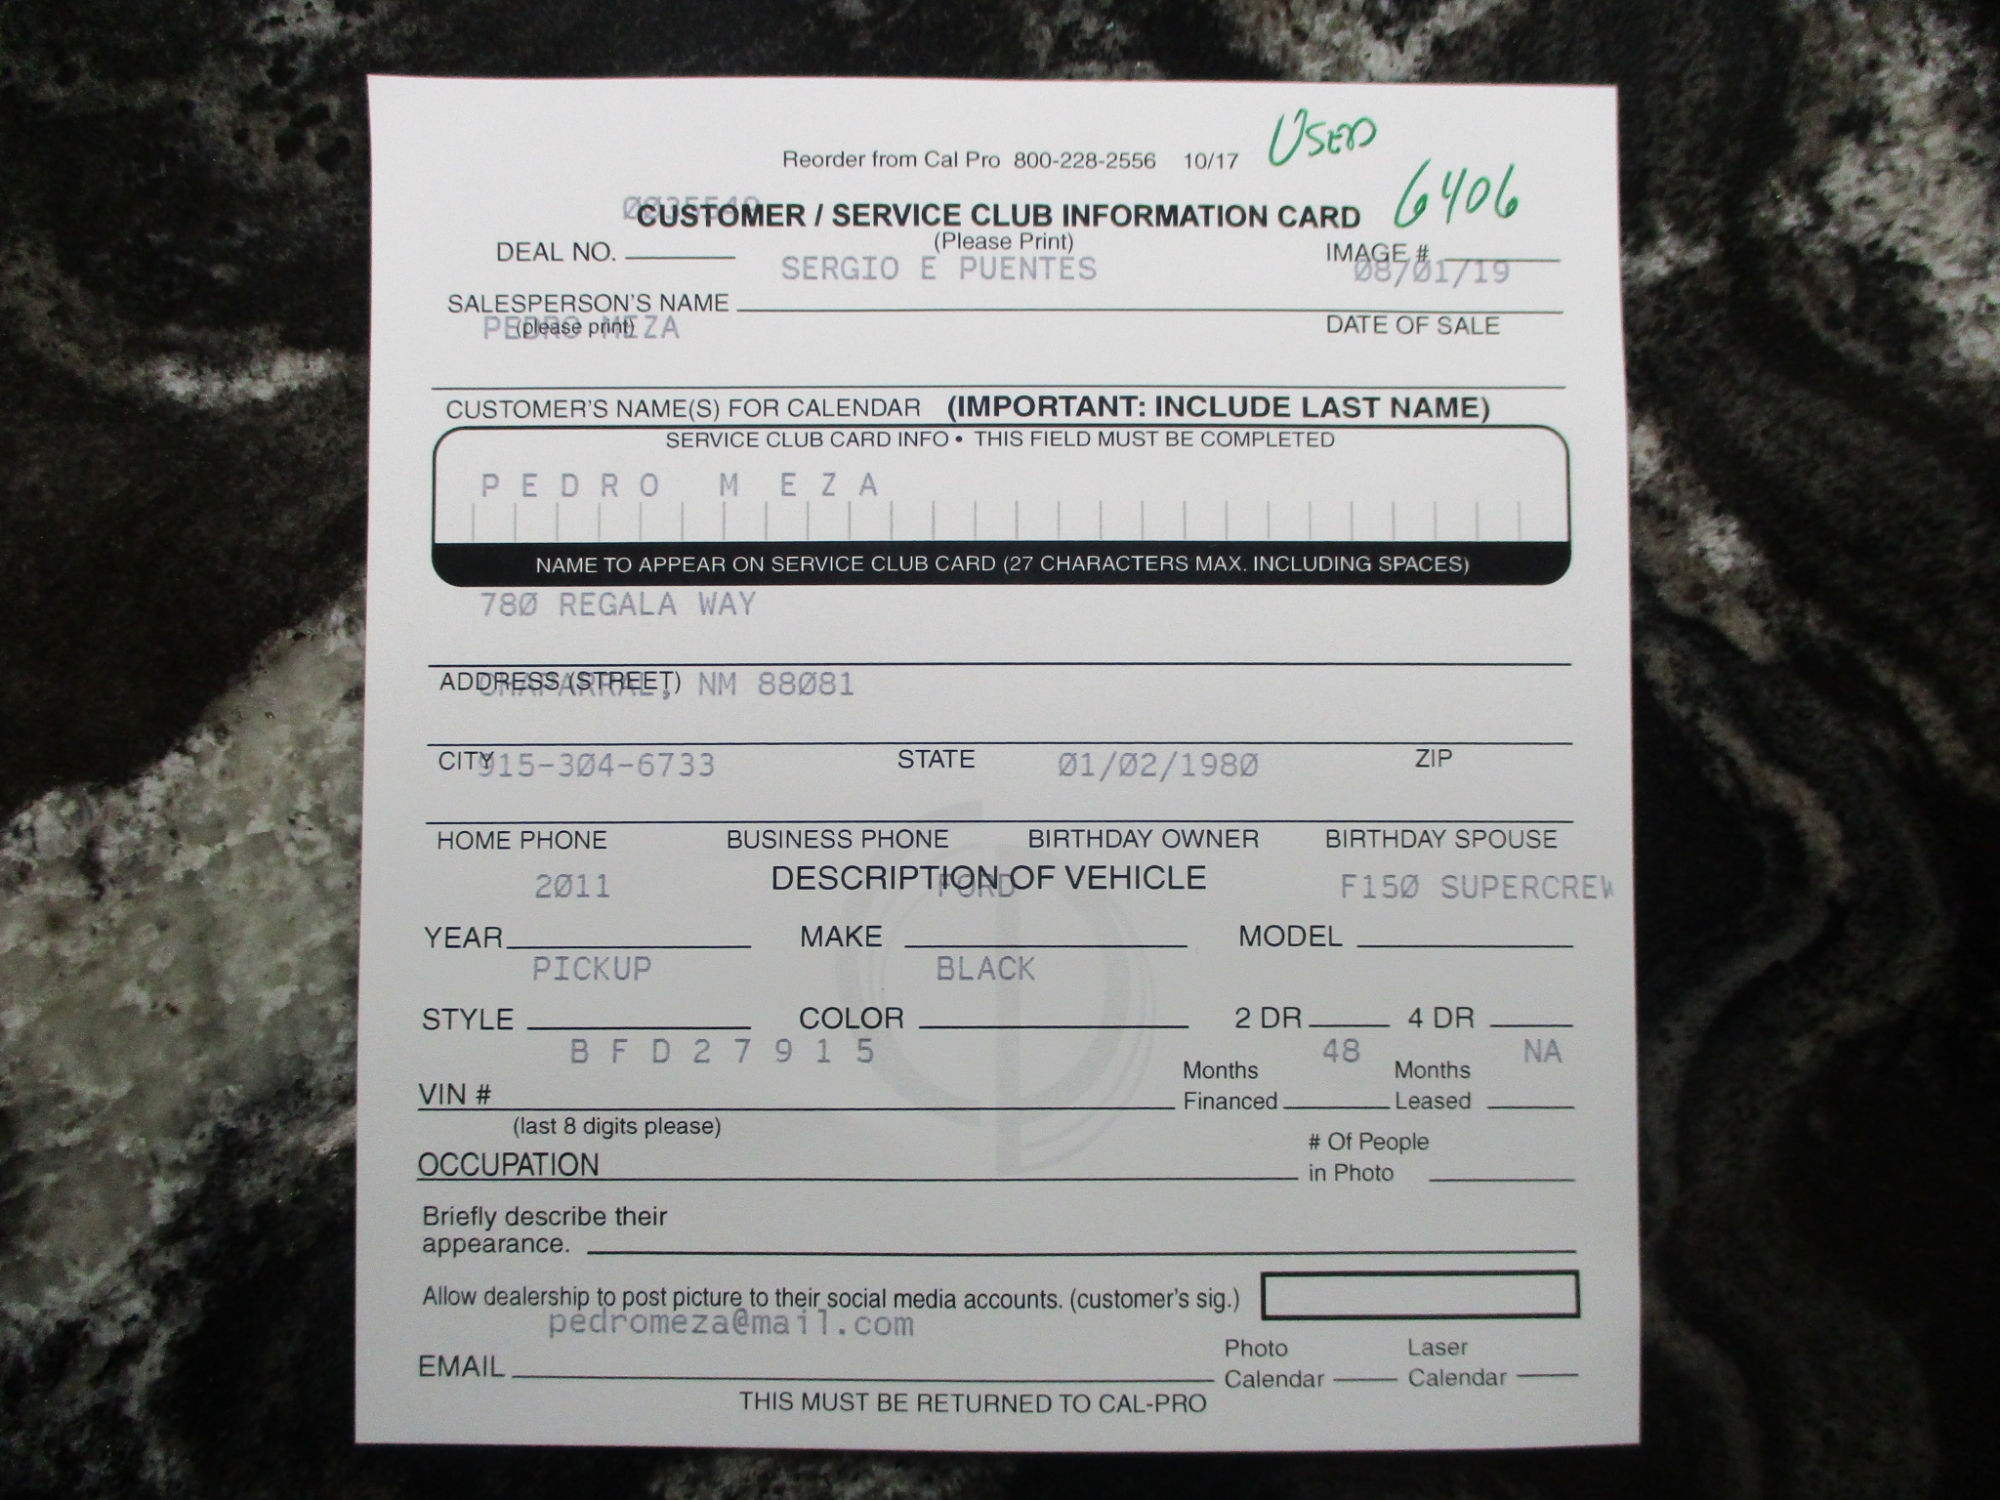 USED
Reorder from Cal Pro 800-228-2556 10/17
6406
CUSTOMER / SERVICE CLUB INFORMATION CARD
(Please Print)
DEAL NO. IMAGE #
SERGIO E PUENTES 08/01/19
SALESPERSON'S NAME
(please print) DATE OF SALE
PEDRO MEZA
CUSTOMER'S NAME(S) FOR CALENDAR (IMPORTANT: INCLUDE LAST NAME)
SERVICE CLUB CARD INFO • THIS FIELD MUST BE COMPLETED
PEDRO MEZA
NAME TO APPEAR ON SERVICE CLUB CARD (27 CHARACTERS MAX. INCLUDING SPACES)
780 REGALA WAY
ADDRESS (STREET)
CHAPARRAL, NM 88081
CITY STATE ZIP
915-304-6733 01/02/1980
HOME PHONE BUSINESS PHONE BIRTHDAY OWNER BIRTHDAY SPOUSE
DESCRIPTION OF VEHICLE
2011 FORD F150 SUPERCREW
YEAR MAKE MODEL
PICKUP BLACK
STYLE COLOR 2 DR 4 DR
BFD27915 48 NA
VIN # Months Financed Months Leased
(last 8 digits please)
OCCUPATION # Of People in Photo
Briefly describe their
appearance.
Allow dealership to post picture to their social media accounts. (customer's sig.)
pedromeza@mail.com
EMAIL Photo Calendar Laser Calendar
THIS MUST BE RETURNED TO CAL-PRO